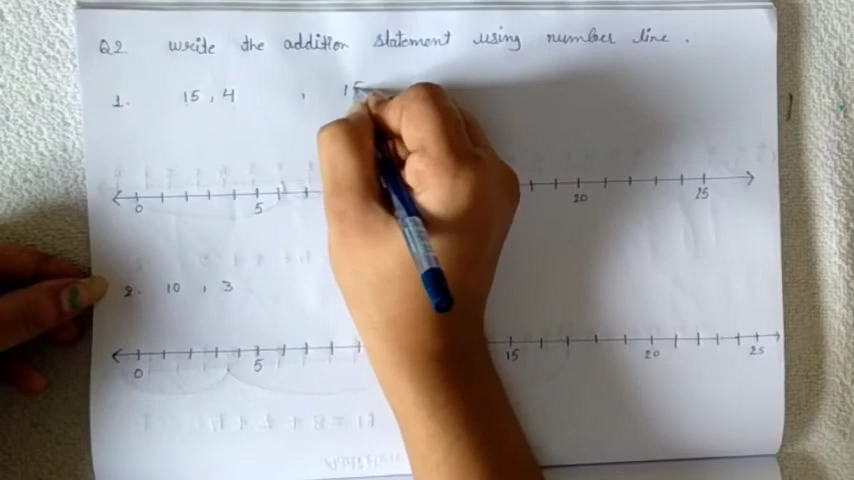 Q2 write the addition statement using number line.
1. 15, 4 , 15
0 5 20 25
2. 10, 3
0 5 15 20 25